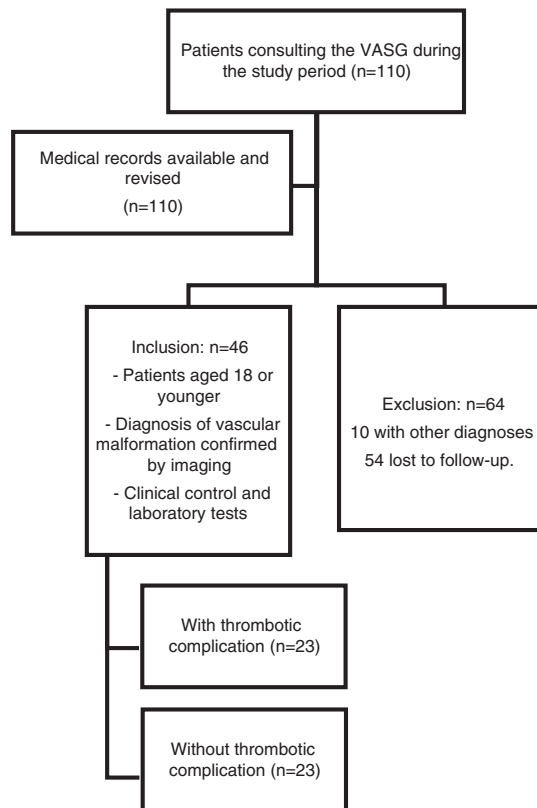 Patients consulting the VASG during
the study period (n=110)
Medical records available and
revised
(n=110)
Inclusion: n=46
- Patients aged 18 or
younger
- Diagnosis of vascular
malformation confirmed
by imaging
- Clinical control and
laboratory tests
Exclusion: n=64
10 with other diagnoses
54 lost to follow-up.
With thrombotic
complication (n=23)
Without thrombotic
complication (n=23)